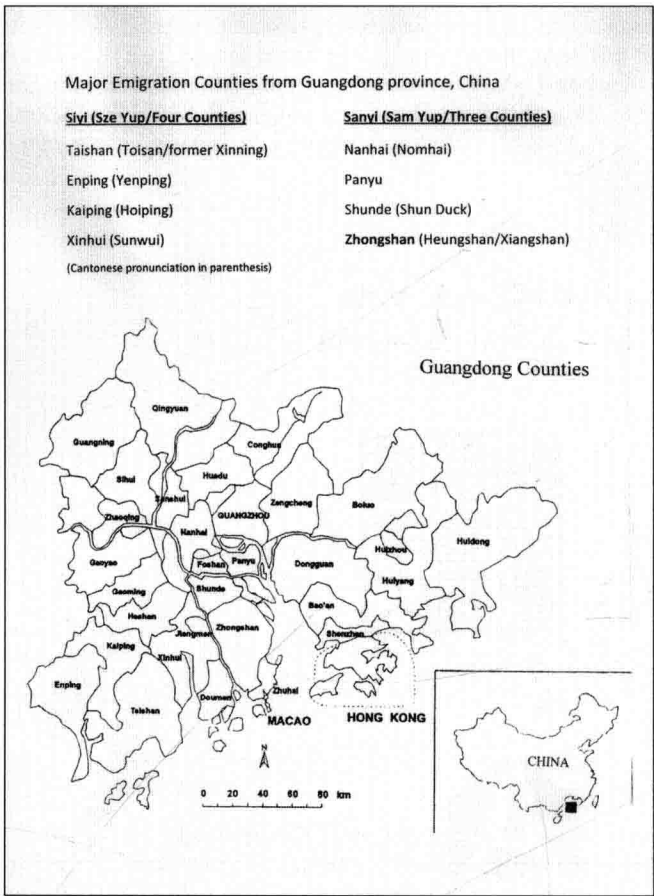 Major Emigration Counties from Guangdong province, China
Siyi (Sze Yup/Four Counties)
Taishan (Toisan/former Xinning)
Enping (Yenping)
Kaiping (Hoiping)
Xinhui (Sunwui)
(Cantonese pronunciation in parenthesis)
Sanyi (Sam Yup/Three Counties)
Nanhai (Nomhai)
Panyu
Shunde (Shun Duck)
Zhongshan (Heungshan/Xiangshan)
Guangdong Counties
Qingyuan
Guangning
Conghua
Sihui
Huadu
Sanshui
Zengcheng
Boluo
Zhaoqing
GUANGZHOU
Nanhai
Huidong
Huizhou
Gaoyao
Foshan
Panyu
Dongguan
Huiyang
Shunde
Gaoming
Bao'an
Heshan
Zhongshan
Jiangmen
Shenzhen
Kaiping
Xinhui
Enping
Zhuhai
Doumen
Taishan
MACAO
HONG KONG
N
0 20 40 60 80 km
CHINA